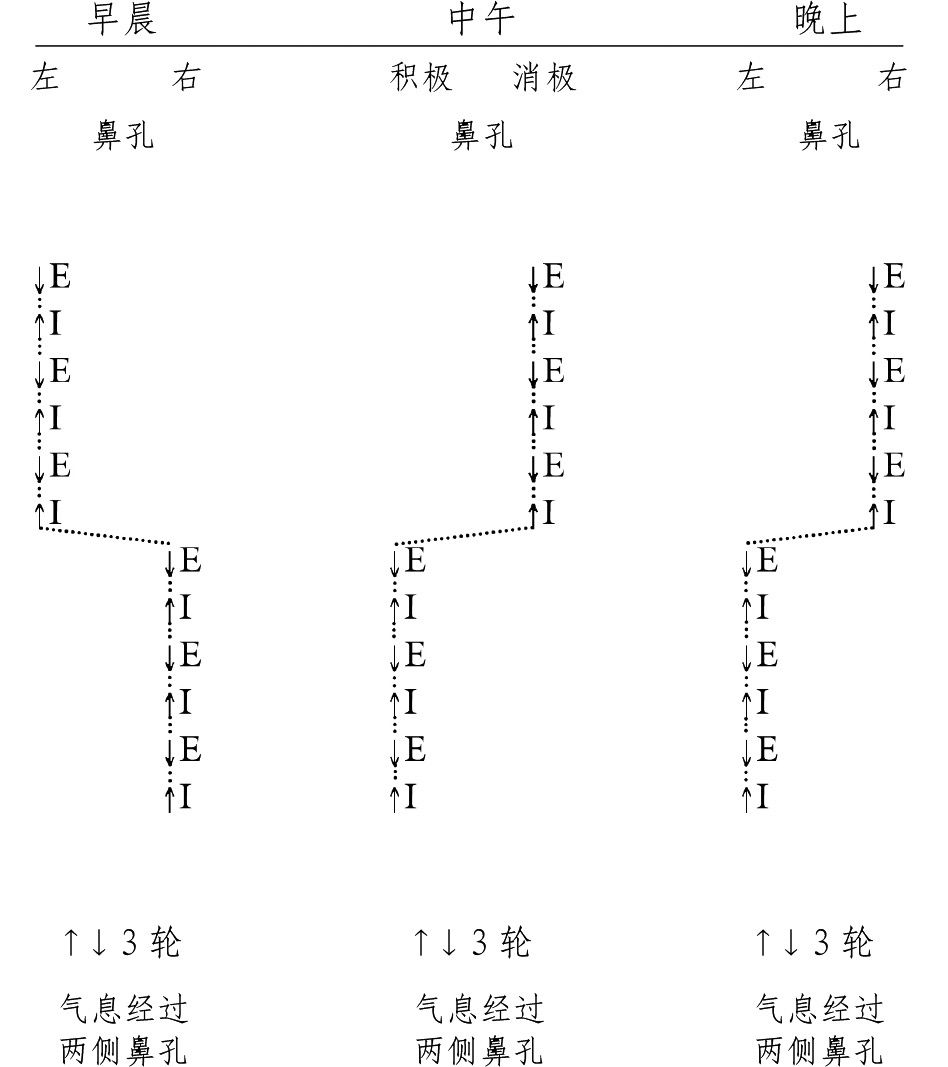 早晨 中午 晚上
左 右 积极 消极 左 右
鼻孔 鼻孔 鼻孔
↓E ↓E ↓E
↑I ↑I ↑I
↓E ↓E ↓E
↑I ↑I ↑I
↓E ↓E ↓E
↑I ↑I ↑I
↓E ↓E ↓E
↑I ↑I ↑I
↓E ↓E ↓E
↑I ↑I ↑I
↓E ↓E ↓E
↑I ↑I ↑I
↑↓3轮 ↑↓3轮 ↑↓3轮
气息经过 气息经过 气息经过
两侧鼻孔 两侧鼻孔 两侧鼻孔